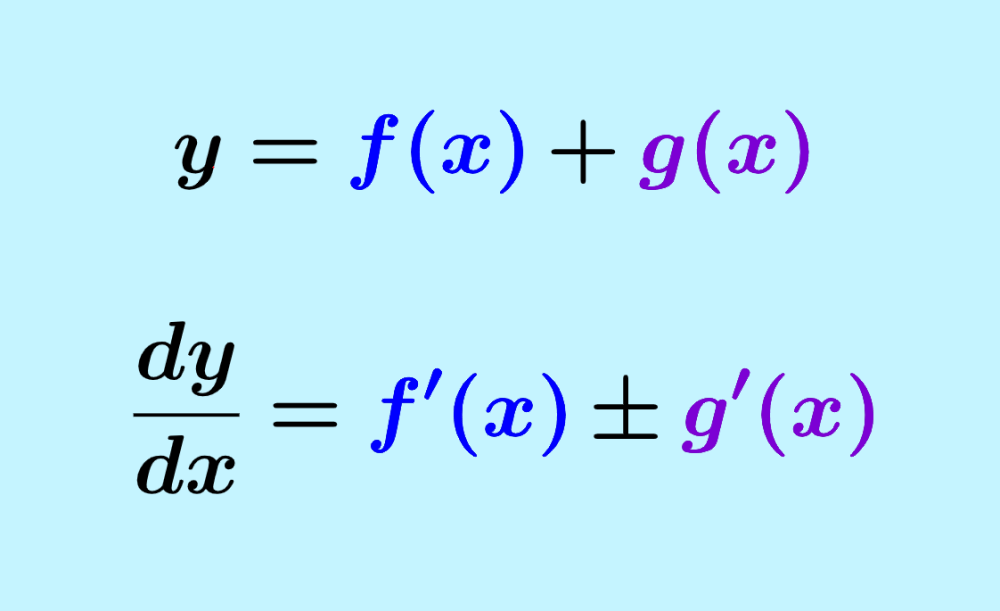 y = f(x) + g(x)
dy/dx = f′(x) ± g′(x)